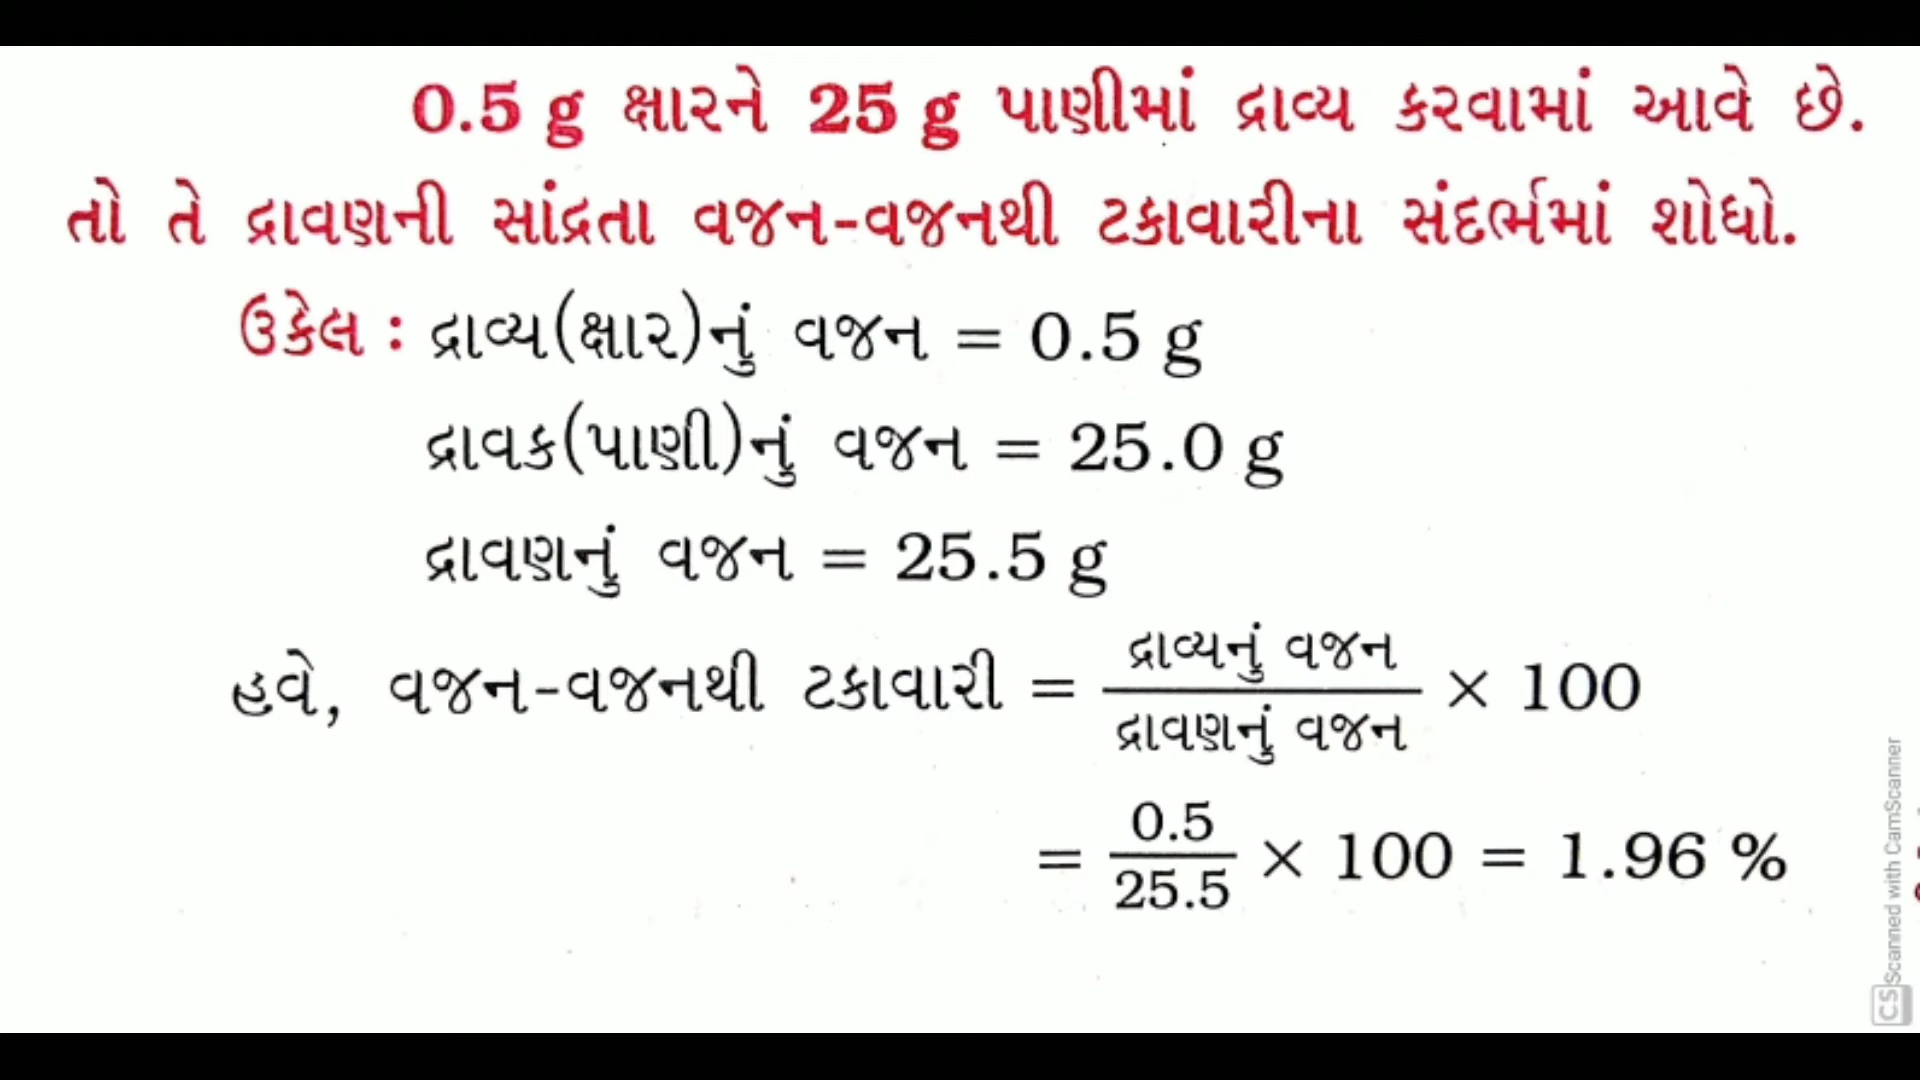 0.5 g ક્ષારને 25 g પાણીમાં દ્રાવ્ય કરવામાં આવે છે.
તો તે દ્રાવણની સાંદ્રતા વજન-વજનથી ટકાવારીના સંદર્ભમાં શોધો.
ઉકેલ : દ્રાવ્ય(ક્ષાર)નું વજન = 0.5 g
દ્રાવક(પાણી)નું વજન = 25.0 g
દ્રાવણનું વજન = 25.5 g
હવે, વજન-વજનથી ટકાવારી = દ્રાવ્યનું વજન / દ્રાવણનું વજન × 100
= 0.5 / 25.5 × 100 = 1.96 %
CS Scanned with CamScanner